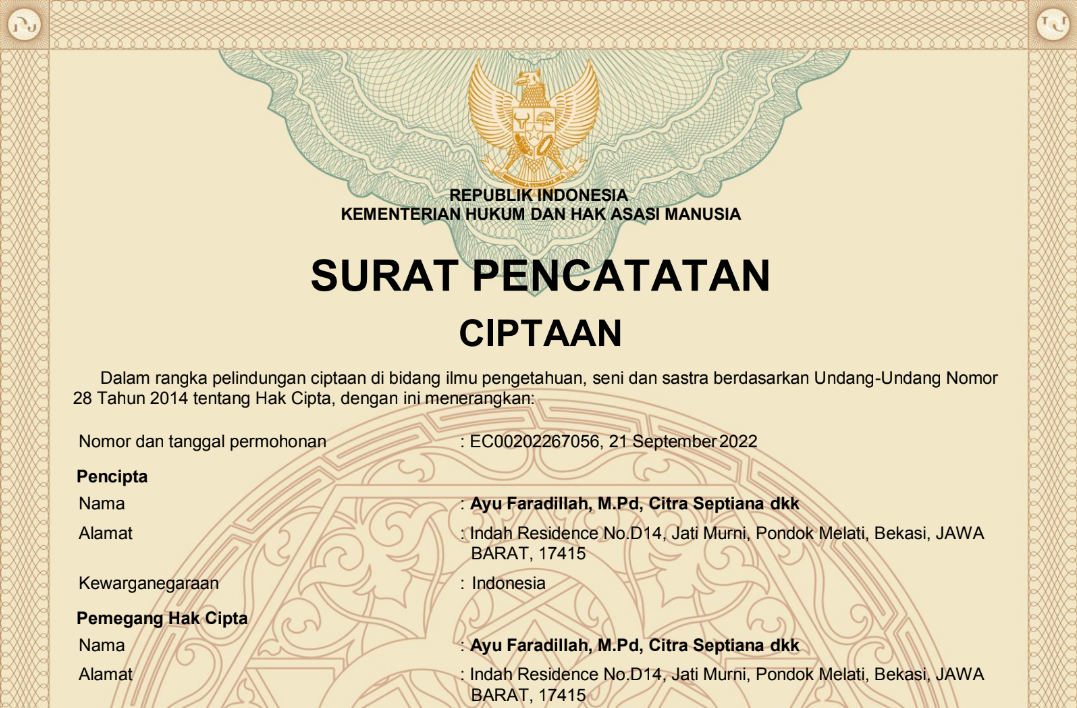 REPUBLIK INDONESIA
KEMENTERIAN HUKUM DAN HAK ASASI MANUSIA
SURAT PENCATATAN
CIPTAAN
Dalam rangka pelindungan ciptaan di bidang ilmu pengetahuan, seni dan sastra berdasarkan Undang-Undang Nomor
28 Tahun 2014 tentang Hak Cipta, dengan ini menerangkan:
Nomor dan tanggal permohonan : EC00202267056, 21 September 2022
Pencipta
Nama : Ayu Faradillah, M.Pd, Citra Septiana dkk
Alamat : Indah Residence No.D14, Jati Murni, Pondok Melati, Bekasi, JAWA
BARAT, 17415
Kewarganegaraan : Indonesia
Pemegang Hak Cipta
Nama : Ayu Faradillah, M.Pd, Citra Septiana dkk
Alamat : Indah Residence No.D14, Jati Murni, Pondok Melati, Bekasi, JAWA
BARAT, 17415